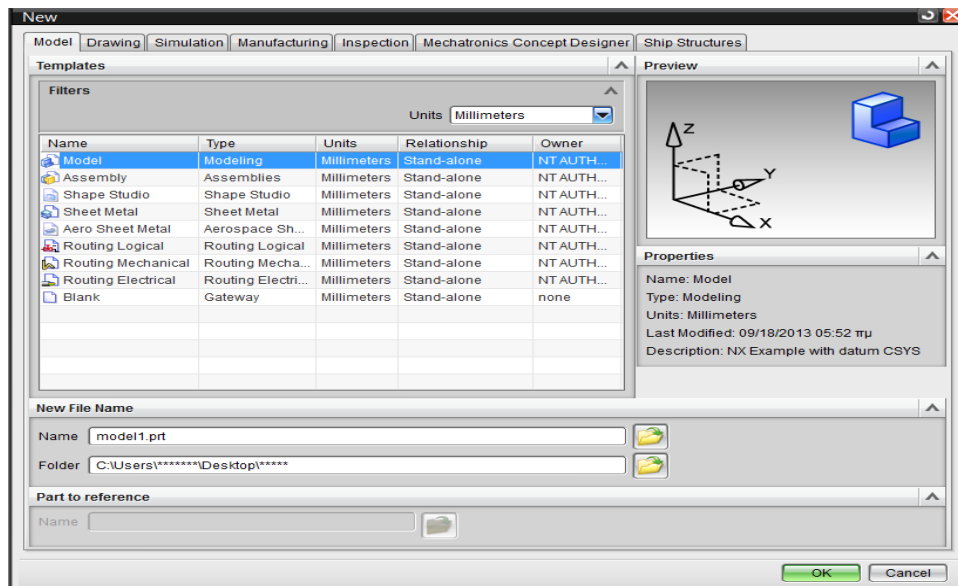 New
Model Drawing Simulation Manufacturing Inspection Mechatronics Concept Designer Ship Structures
Templates
Filters
Units Millimeters
Name Type Units Relationship Owner
Model Modeling Millimeters Stand-alone NT AUTH...
Assembly Assemblies Millimeters Stand-alone NT AUTH...
Shape Studio Shape Studio Millimeters Stand-alone NT AUTH...
Sheet Metal Sheet Metal Millimeters Stand-alone NT AUTH...
Aero Sheet Metal Aerospace Sh... Millimeters Stand-alone NT AUTH...
Routing Logical Routing Logical Millimeters Stand-alone NT AUTH...
Routing Mechanical Routing Mecha... Millimeters Stand-alone NT AUTH...
Routing Electrical Routing Electri... Millimeters Stand-alone NT AUTH...
Blank Gateway Millimeters Stand-alone none
Preview
Z
Y
X
Properties
Name: Model
Type: Modeling
Units: Millimeters
Last Modified: 09/18/2013 05:52 πμ
Description: NX Example with datum CSYS
New File Name
Name model1.prt
Folder C:\Users\*******\Desktop\*****
Part to reference
Name
OK Cancel